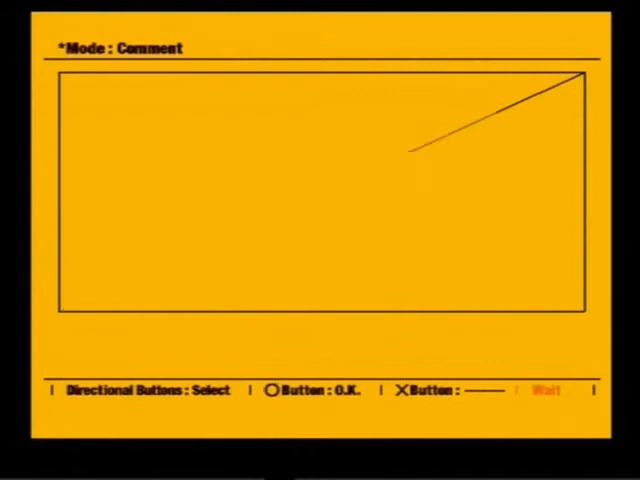 *Mode : Comment
| Directional Buttons : Select | ◯Button : O.K. | ✕Button : ——— | Wait |